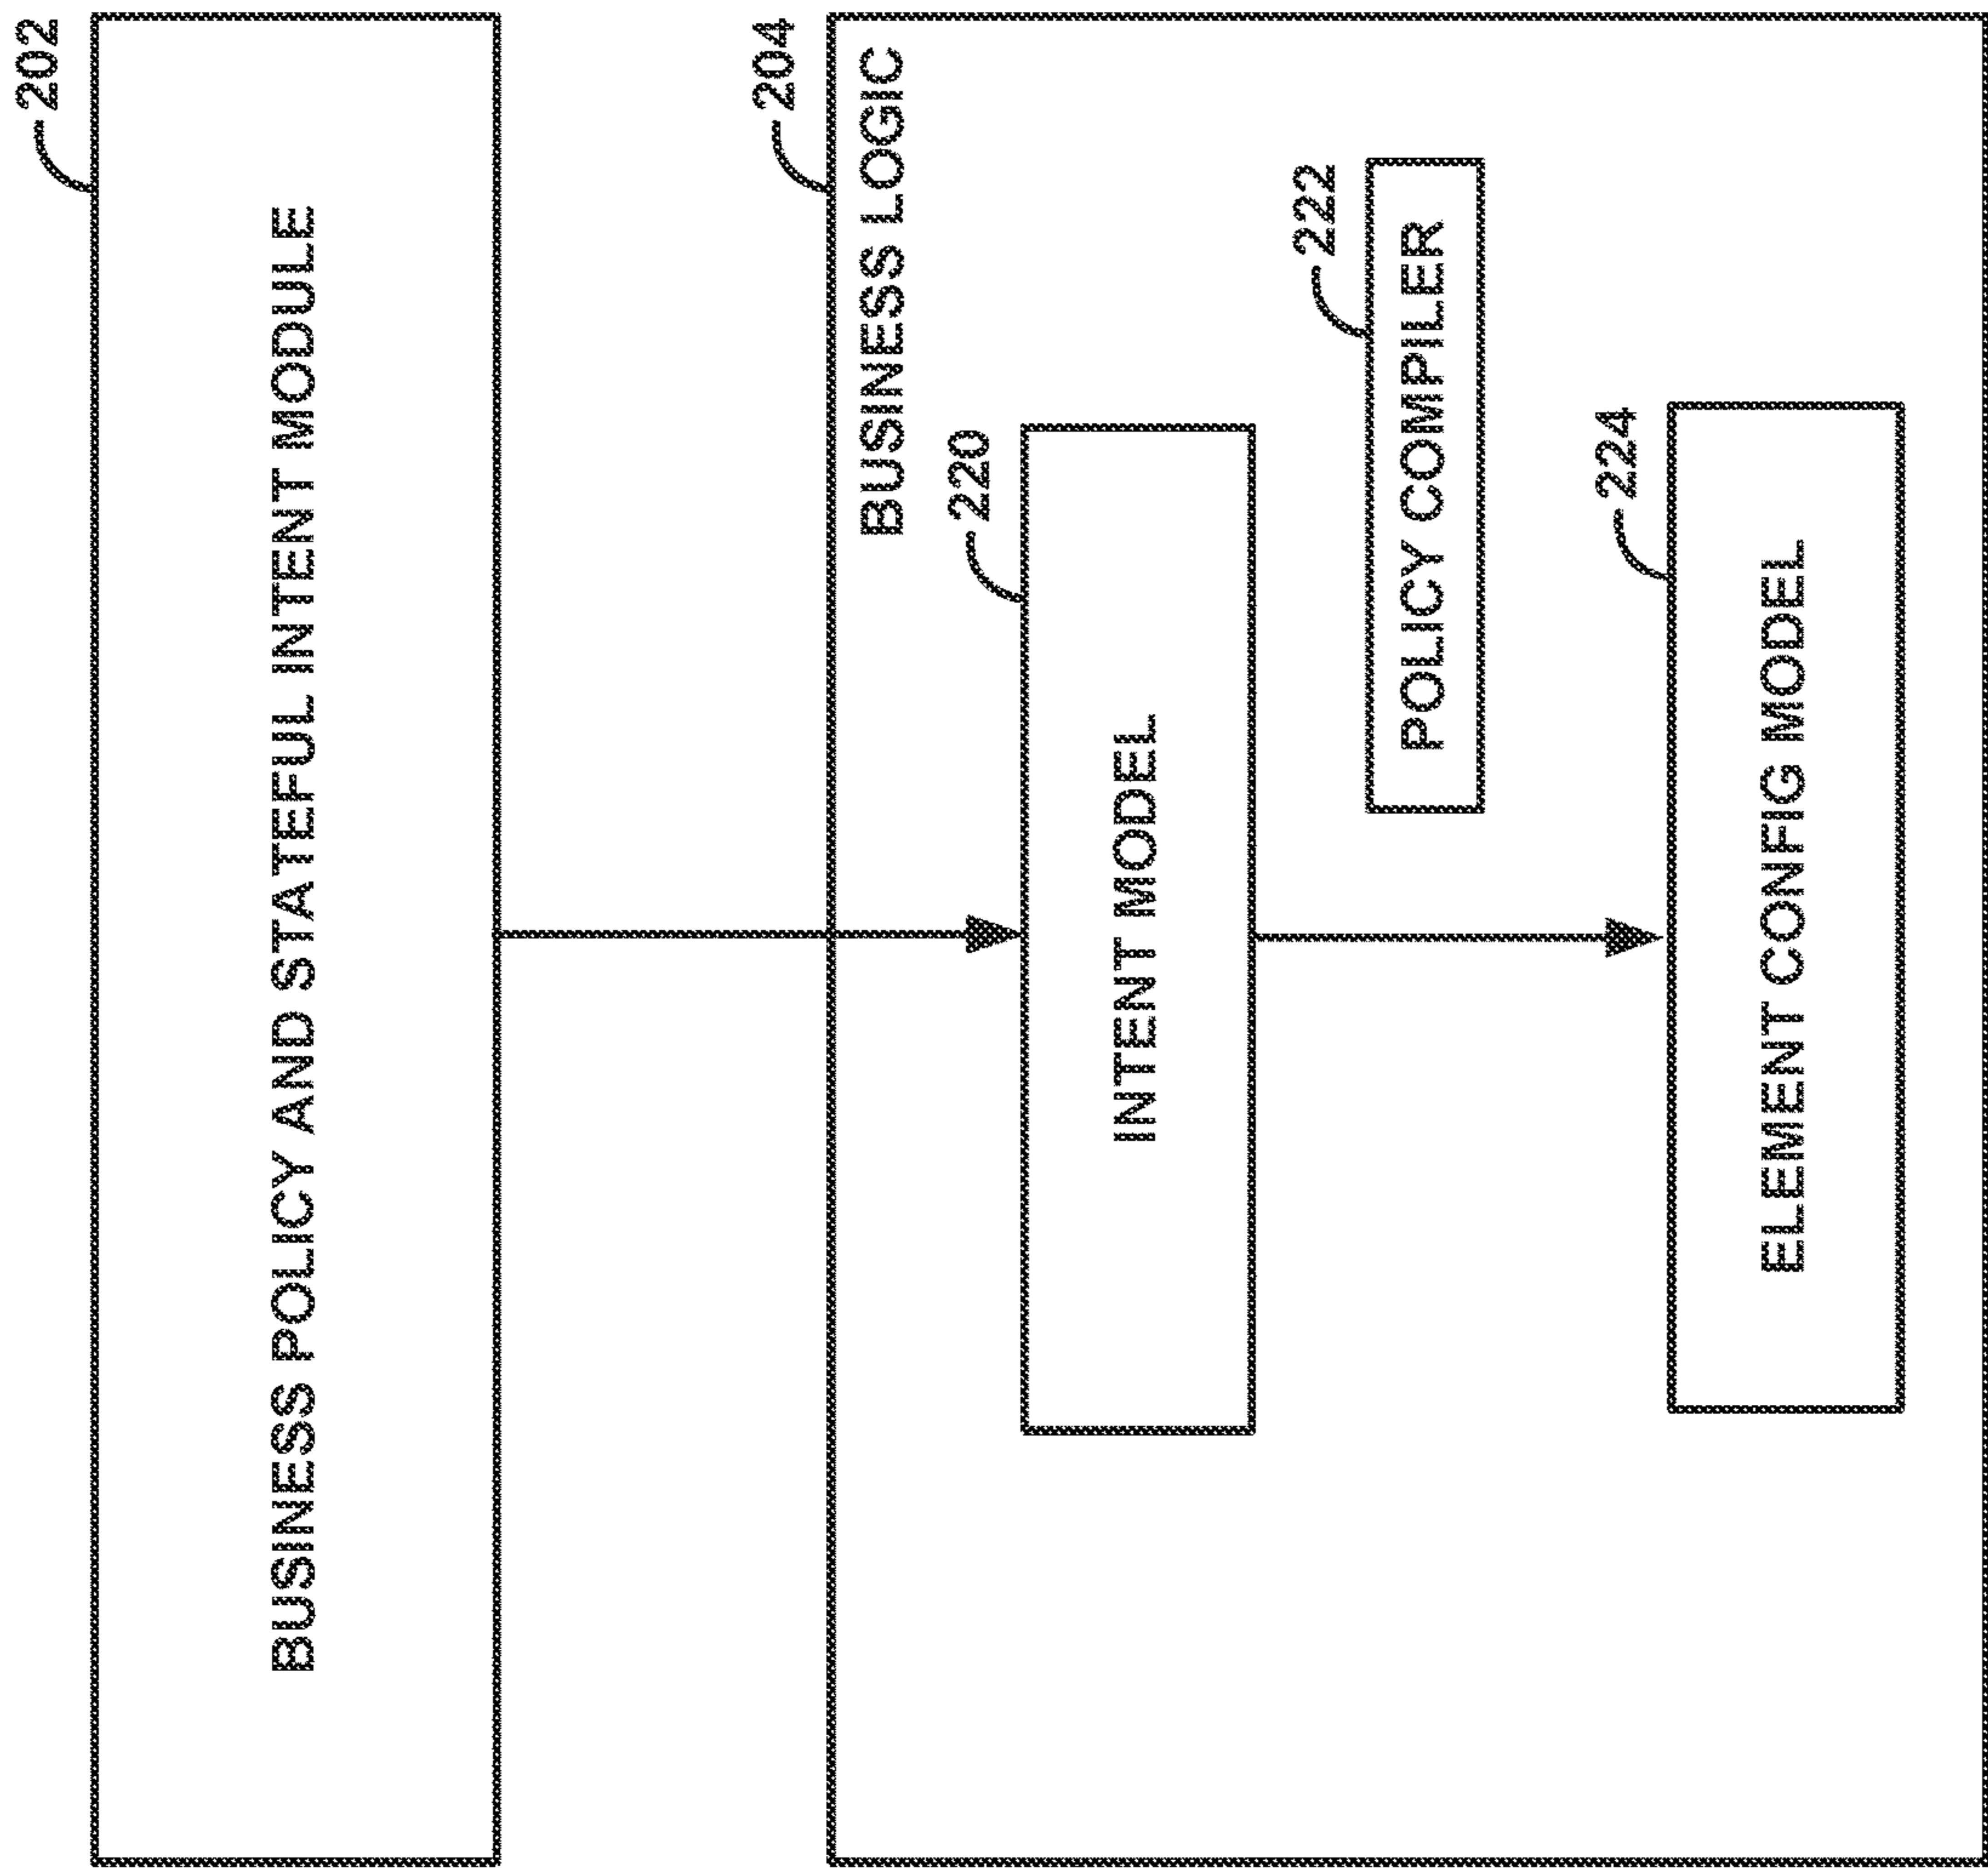 202
BUSINESS POLICY AND STATEFUL INTENT MODULE
204
BUSINESS LOGIC
220
INTENT MODEL
222
POLICY COMPILER
224
ELEMENT CONFIG MODEL